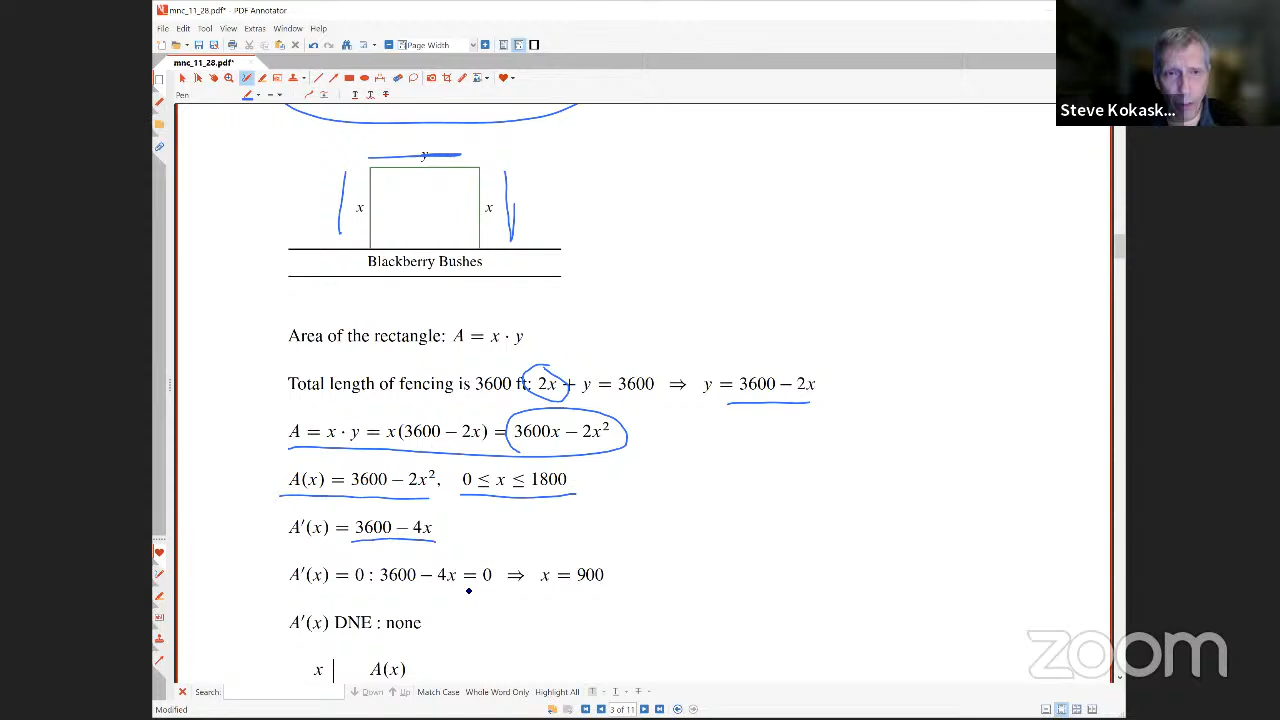 mnc_11_28.pdf* - PDF Annotator
File Edit Tool View Extras Window Help
Page Width
mnc_11_28.pdf*
Pen
Steve Kokask...
y
x x
Blackberry Bushes
Area of the rectangle: A = x · y
Total length of fencing is 3600 ft: 2x + y = 3600 ⇒ y = 3600 − 2x
A = x · y = x(3600 − 2x) = 3600x − 2x²
A(x) = 3600 − 2x², 0 ≤ x ≤ 1800
A′(x) = 3600 − 4x
A′(x) = 0 : 3600 − 4x = 0 ⇒ x = 900
A′(x) DNE : none
x A(x)
zoom
Search: Down Up Match Case Whole Word Only Highlight All
Modified 3 of 11